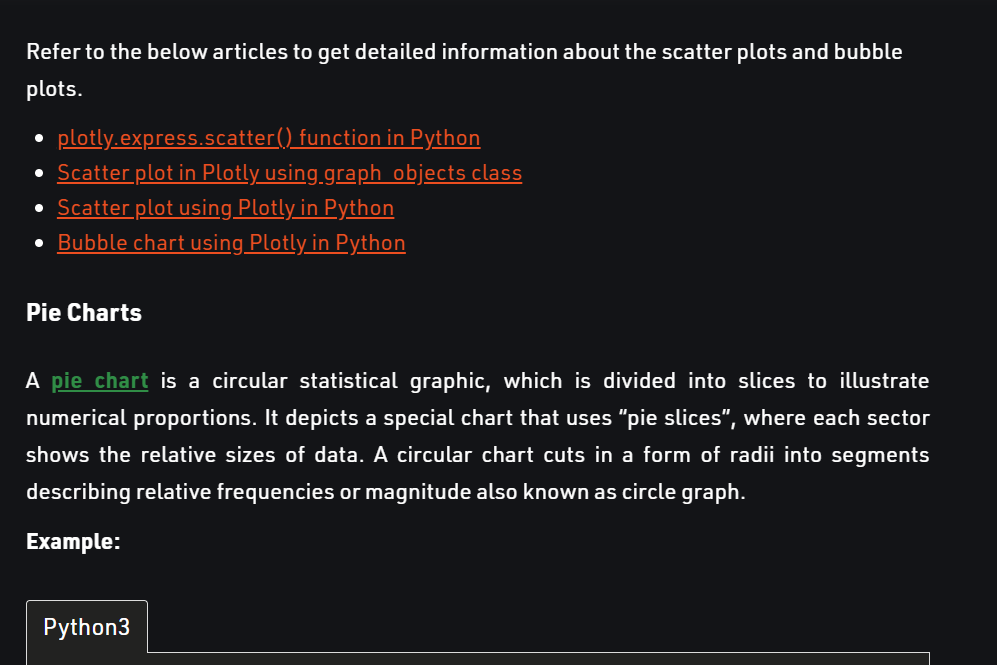 Refer to the below articles to get detailed information about the scatter plots and bubble
plots.
plotly.express.scatter() function in Python
Scatter plot in Plotly using graph_objects class
Scatter plot using Plotly in Python
Bubble chart using Plotly in Python
Pie Charts
A pie chart is a circular statistical graphic, which is divided into slices to illustrate
numerical proportions. It depicts a special chart that uses “pie slices”, where each sector
shows the relative sizes of data. A circular chart cuts in a form of radii into segments
describing relative frequencies or magnitude also known as circle graph.
Example:
Python3